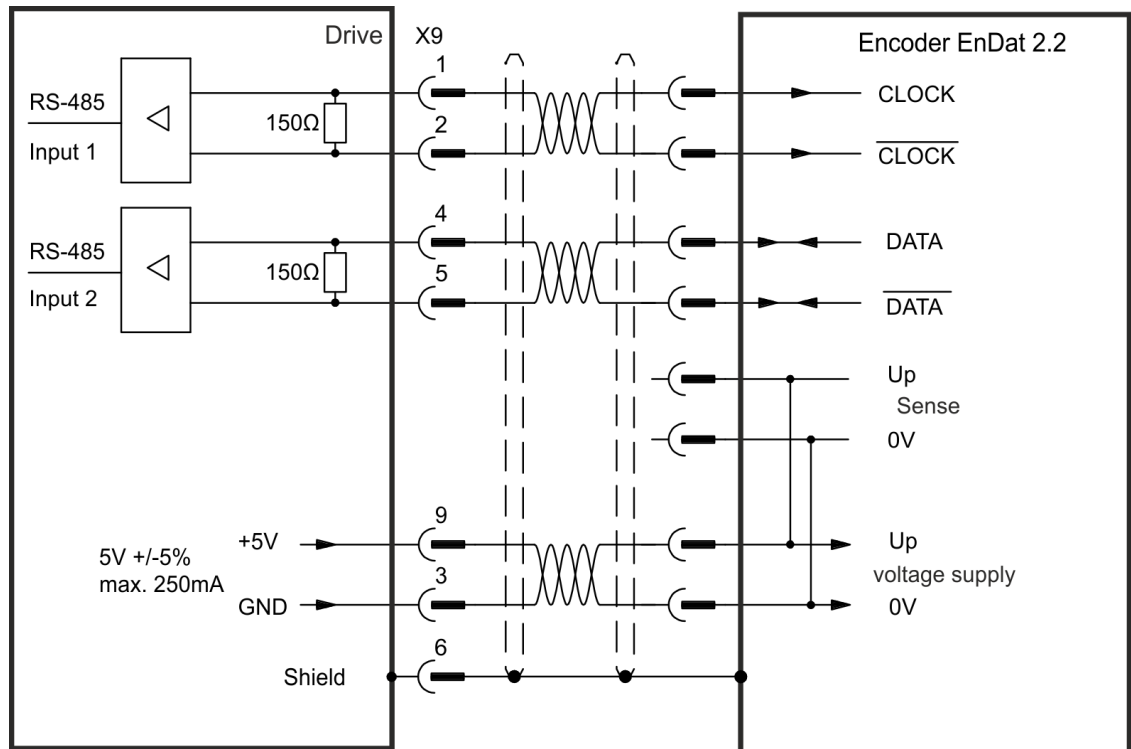 Drive
X9
Encoder EnDat 2.2
1
RS-485
150Ω
Input 1
2
CLOCK
C̅L̅O̅C̅K̅
4
RS-485
150Ω
Input 2
5
DATA
D̅A̅T̅A̅
Up
Sense
0V
9
+5V
5V +/-5%
max. 250mA
3
GND
Up
voltage supply
0V
6
Shield